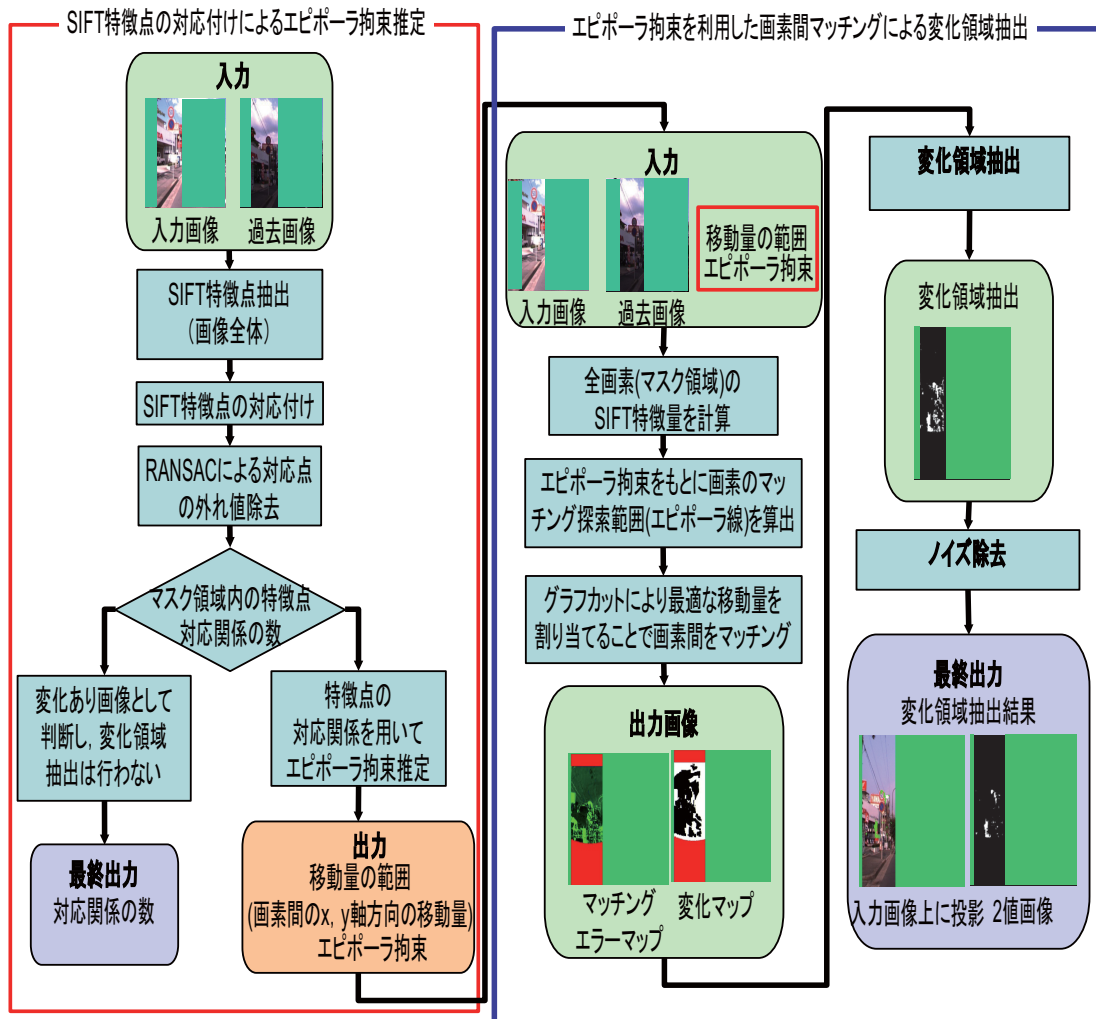 SIFT特徴点の対応付けによるエピポーラ拘束推定
入力
入力画像
過去画像
SIFT特徴点抽出
(画像全体)
SIFT特徴点の対応付け
RANSACによる対応点
の外れ値除去
マスク領域内の特徴点
対応関係の数
変化あり画像として
判断し, 変化領域
抽出は行わない
最終出力
対応関係の数
特徴点の
対応関係を用いて
エピポーラ拘束推定
出力
移動量の範囲
(画素間のx, y軸方向の移動量)
エピポーラ拘束
エピポーラ拘束を利用した画素間マッチングによる変化領域抽出
入力
入力画像
過去画像
移動量の範囲
エピポーラ拘束
全画素(マスク領域)の
SIFT特徴量を計算
エピポーラ拘束をもとに画素のマッ
チング探索範囲(エピポーラ線)を算出
グラフカットにより最適な移動量を
割り当てることで画素間をマッチング
出力画像
マッチング
エラーマップ
変化マップ
変化領域抽出
変化領域抽出
ノイズ除去
最終出力
変化領域抽出結果
入力画像上に投影
2値画像